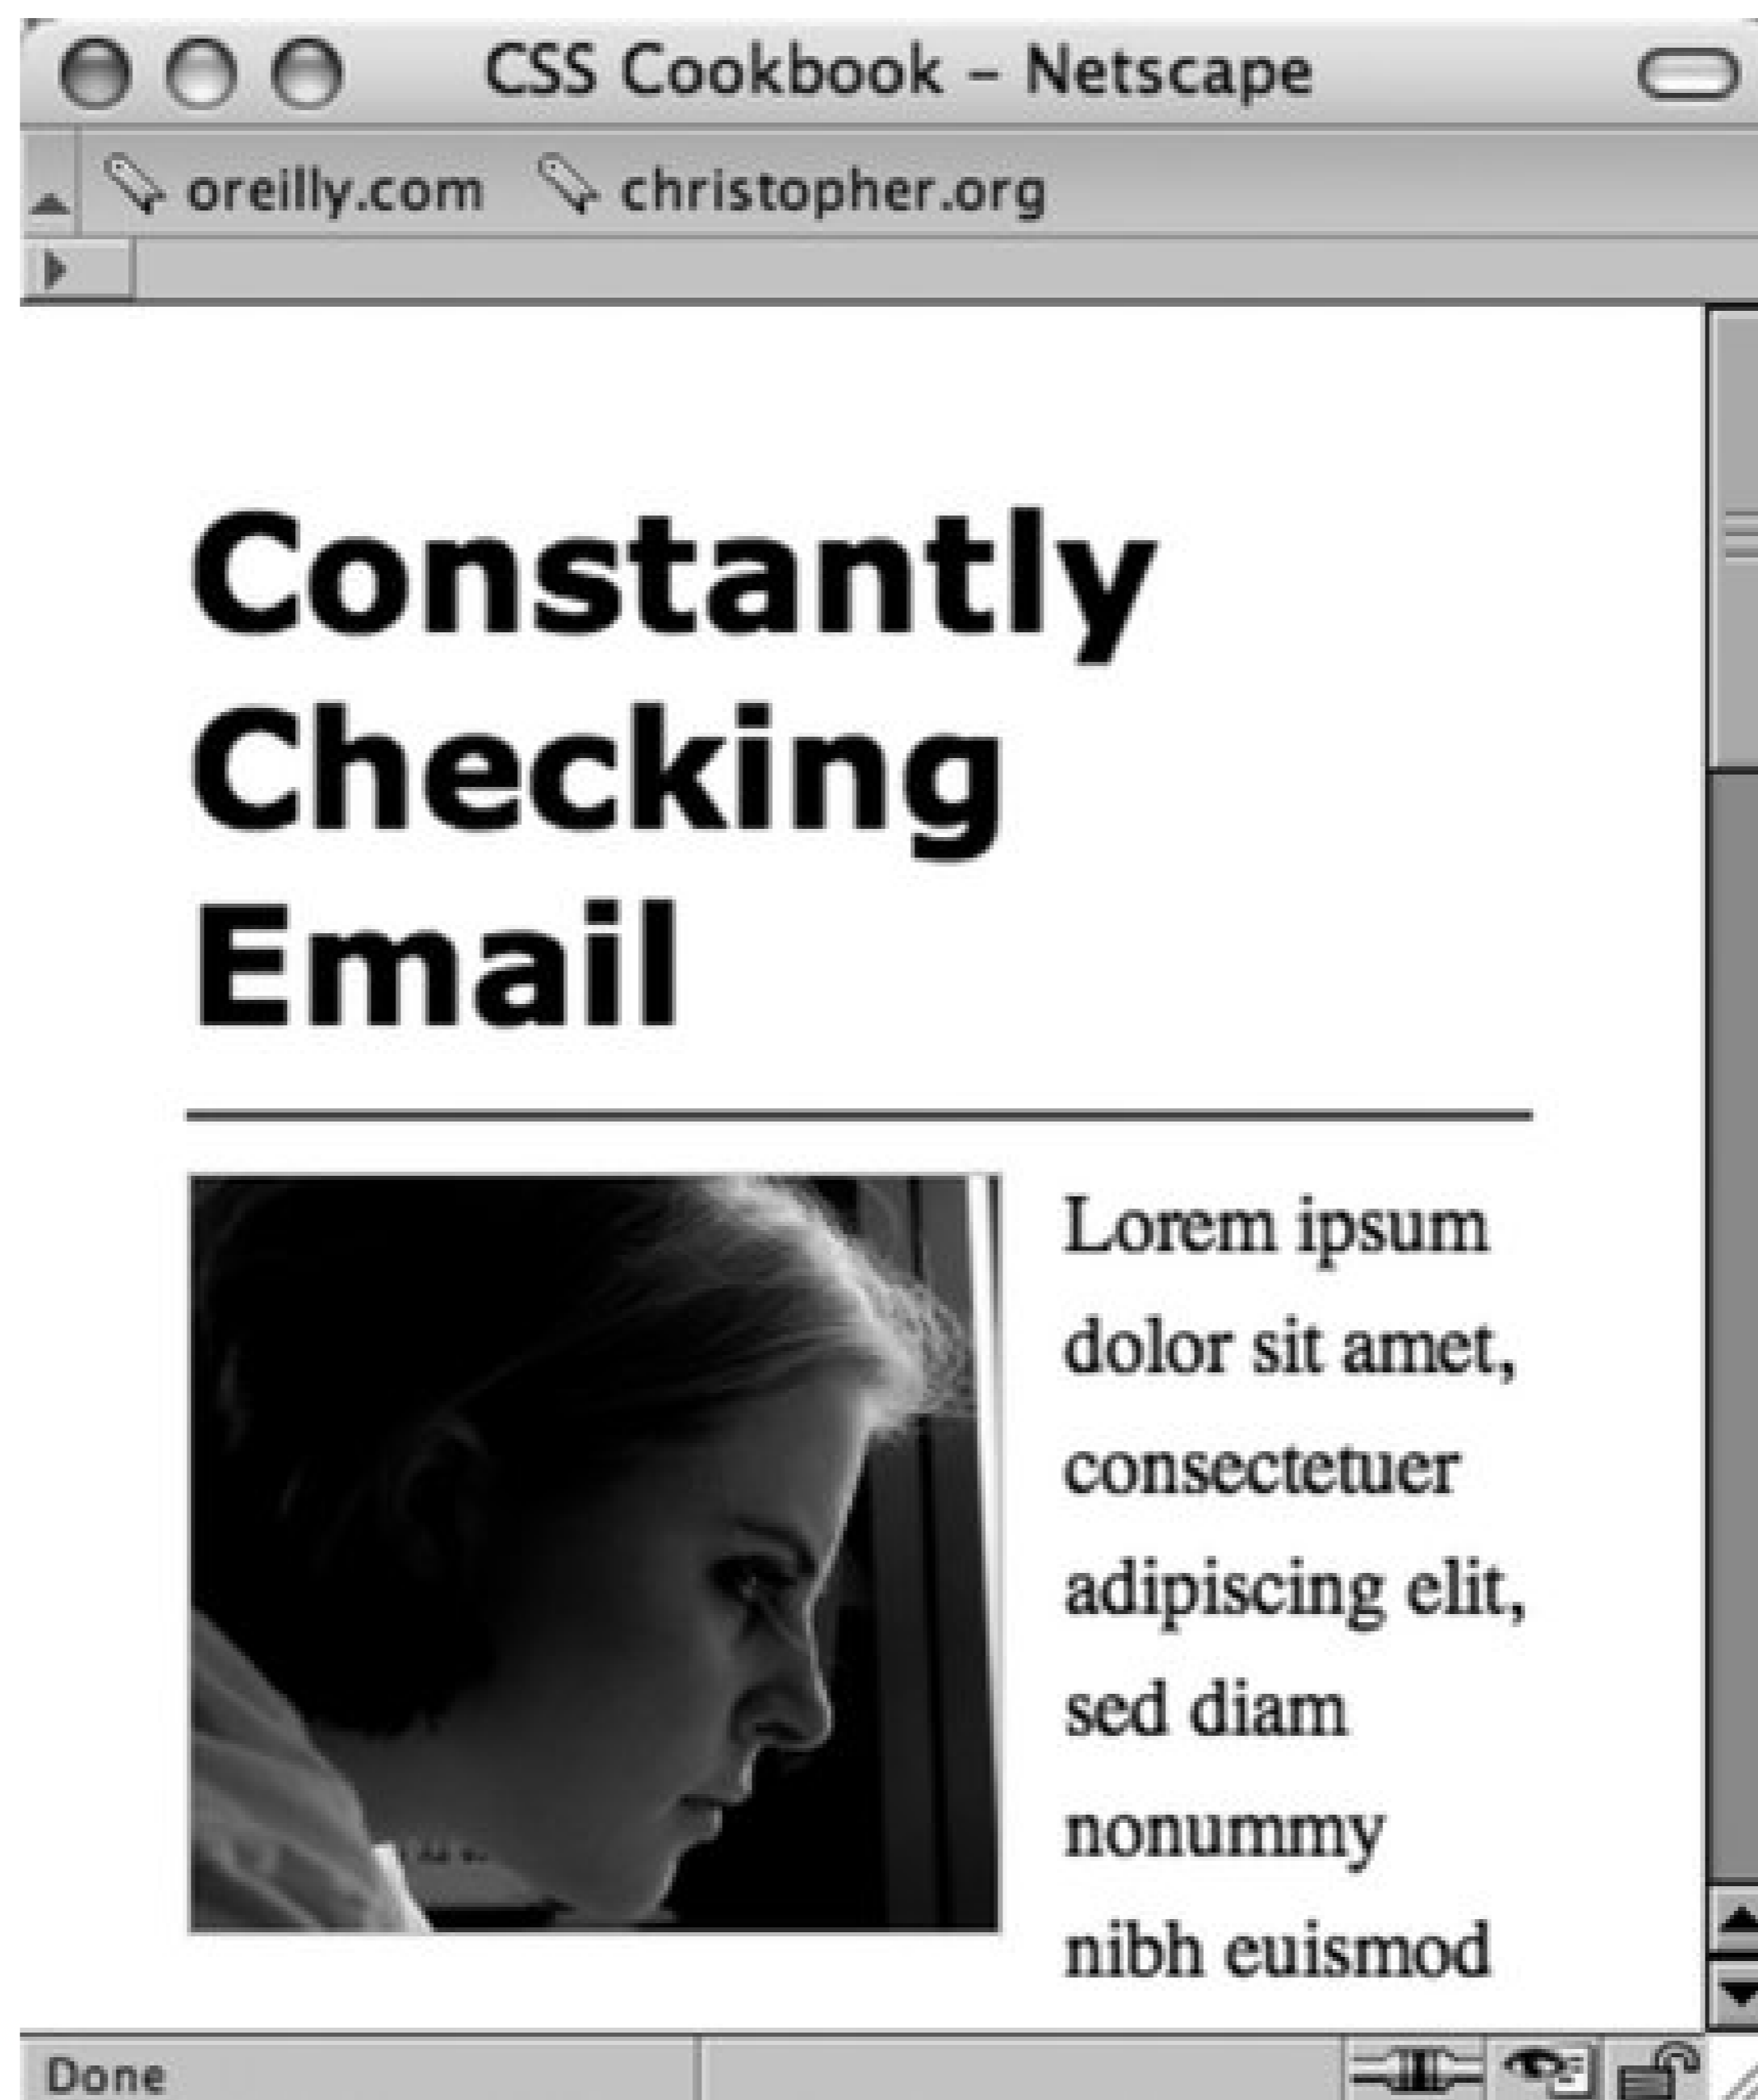 CSS Cookbook – Netscape
oreilly.com christopher.org
Constantly
Checking
Email
Lorem ipsum
dolor sit amet,
consectetuer
adipiscing elit,
sed diam
nonummy
nibh euismod
Done